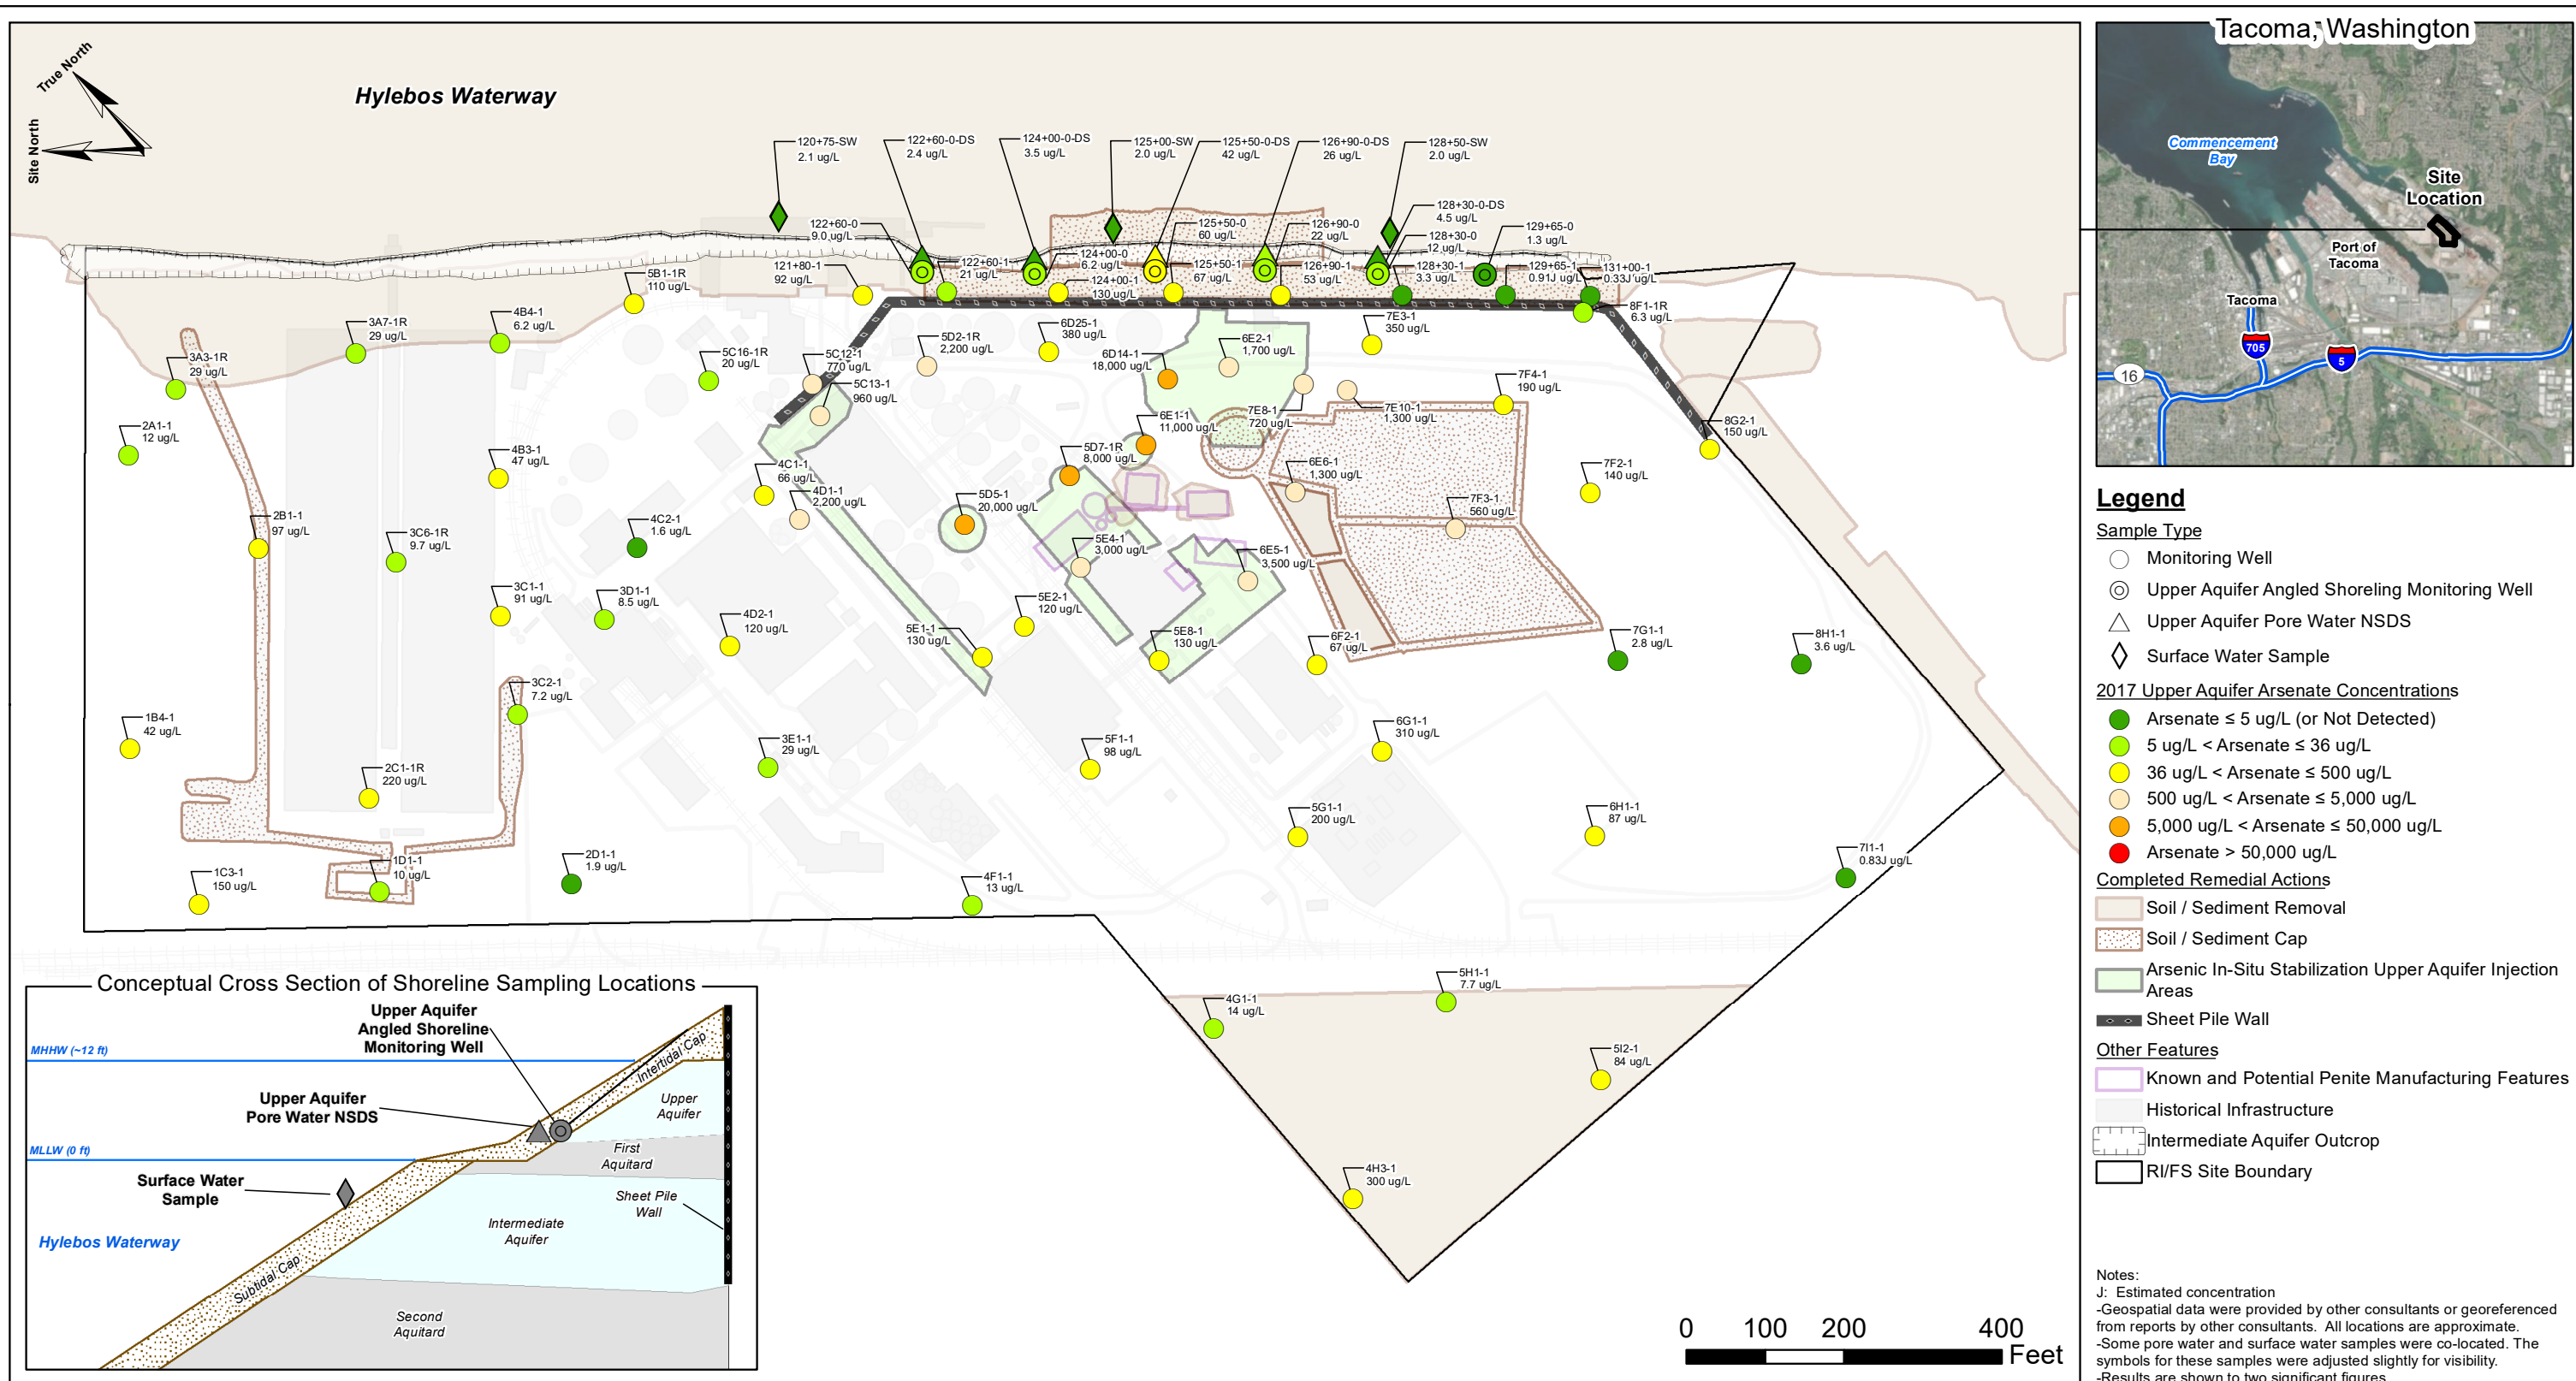 True North
Site North
Hylebos Waterway
120+75-SW
2.1 ug/L
122+60-0-DS
2.4 ug/L
124+00-0-DS
3.5 ug/L
125+00-SW
2.0 ug/L
125+50-0-DS
42 ug/L
126+90-0-DS
26 ug/L
128+50-SW
2.0 ug/L
128+30-0-DS
4.5 ug/L
122+60-0
9.0 ug/L
125+50-0
60 ug/L
126+90-0
22 ug/L
128+30-0
12 ug/L
129+65-0
1.3 ug/L
121+80-1
92 ug/L
122+60-1
21 ug/L
124+00-0
6.2 ug/L
124+00-1
130 ug/L
125+50-1
67 ug/L
126+90-1
53 ug/L
128+30-1
3.3 ug/L
129+65-1
0.91J ug/L
131+00-1
0.33J ug/L
8F1-1R
6.3 ug/L
5B1-1R
110 ug/L
4B4-1
6.2 ug/L
3A7-1R
29 ug/L
3A3-1R
29 ug/L
5C16-1R
20 ug/L
5C12-1
770 ug/L
5C13-1
960 ug/L
5D2-1R
2,200 ug/L
6D25-1
380 ug/L
6D14-1
18,000 ug/L
6E2-1
1,700 ug/L
7E3-1
350 ug/L
7F4-1
190 ug/L
7E8-1
720 ug/L
7E10-1
1,300 ug/L
6E1-1
11,000 ug/L
8G2-1
150 ug/L
2A1-1
12 ug/L
4B3-1
47 ug/L
4C1-1
66 ug/L
4D1-1
2,200 ug/L
5D7-1R
8,000 ug/L
5D5-1
20,000 ug/L
6E6-1
1,300 ug/L
7F3-1
560 ug/L
7F2-1
140 ug/L
2B1-1
97 ug/L
3C6-1R
9.7 ug/L
4C2-1
1.6 ug/L
5E4-1
3,000 ug/L
6E5-1
3,500 ug/L
3C1-1
91 ug/L
3D1-1
8.5 ug/L
4D2-1
120 ug/L
5E1-1
130 ug/L
5E2-1
120 ug/L
5E8-1
130 ug/L
6F2-1
67 ug/L
7G1-1
2.8 ug/L
8H1-1
3.6 ug/L
3C2-1
7.2 ug/L
1B4-1
42 ug/L
2C1-1R
220 ug/L
3E1-1
29 ug/L
5F1-1
98 ug/L
6G1-1
310 ug/L
5G1-1
200 ug/L
6H1-1
87 ug/L
7I1-1
0.83J ug/L
1C3-1
150 ug/L
1D1-1
10 ug/L
2D1-1
1.9 ug/L
4F1-1
13 ug/L
4G1-1
14 ug/L
5H1-1
7.7 ug/L
5I2-1
84 ug/L
4H3-1
300 ug/L
Conceptual Cross Section of Shoreline Sampling Locations
Upper Aquifer
Angled Shoreline
Monitoring Well
MHHW (~12 ft)
Intertidal Cap
Upper Aquifer
Pore Water NSDS
Upper
Aquifer
MLLW (0 ft)
First
Aquitard
Surface Water
Sample
Sheet Pile
Wall
Intermediate
Aquifer
Hylebos Waterway
Subtidal Cap
Second
Aquitard
0 100 200 400
Feet
Tacoma, Washington
Commencement
Bay
Site
Location
Port of
Tacoma
Tacoma
705
5
16
Legend
Sample Type
Monitoring Well
Upper Aquifer Angled Shoreling Monitoring Well
Upper Aquifer Pore Water NSDS
Surface Water Sample
2017 Upper Aquifer Arsenate Concentrations
Arsenate ≤ 5 ug/L (or Not Detected)
5 ug/L < Arsenate ≤ 36 ug/L
36 ug/L < Arsenate ≤ 500 ug/L
500 ug/L < Arsenate ≤ 5,000 ug/L
5,000 ug/L < Arsenate ≤ 50,000 ug/L
Arsenate > 50,000 ug/L
Completed Remedial Actions
Soil / Sediment Removal
Soil / Sediment Cap
Arsenic In-Situ Stabilization Upper Aquifer Injection
Areas
Sheet Pile Wall
Other Features
Known and Potential Penite Manufacturing Features
Historical Infrastructure
Intermediate Aquifer Outcrop
RI/FS Site Boundary
Notes:
J: Estimated concentration
-Geospatial data were provided by other consultants or georeferenced
from reports by other consultants. All locations are approximate.
-Some pore water and surface water samples were co-located. The
symbols for these samples were adjusted slightly for visibility.
-Results are shown to two significant figures